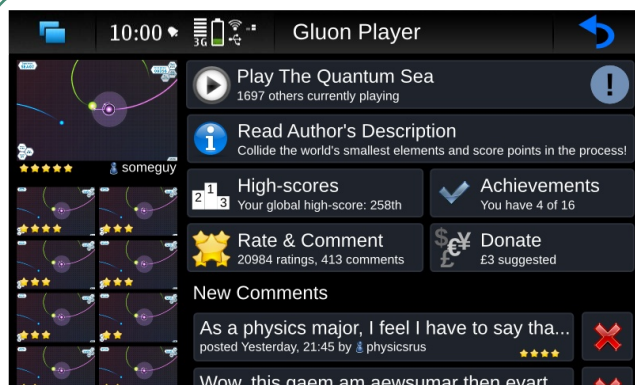 10:00
3G
Gluon Player
someguy
Play The Quantum Sea
1697 others currently playing
!
i
Read Author's Description
Collide the world's smallest elements and score points in the process!
2 1 3
High-scores
Your global high-score: 258th
Achievements
You have 4 of 16
Rate & Comment
20984 ratings, 413 comments
$ € ¥ £
Donate
£3 suggested
New Comments
As a physics major, I feel I have to say tha...
posted Yesterday, 21:45 by physicsrus
Wow, this gaem am aewsumar then evart